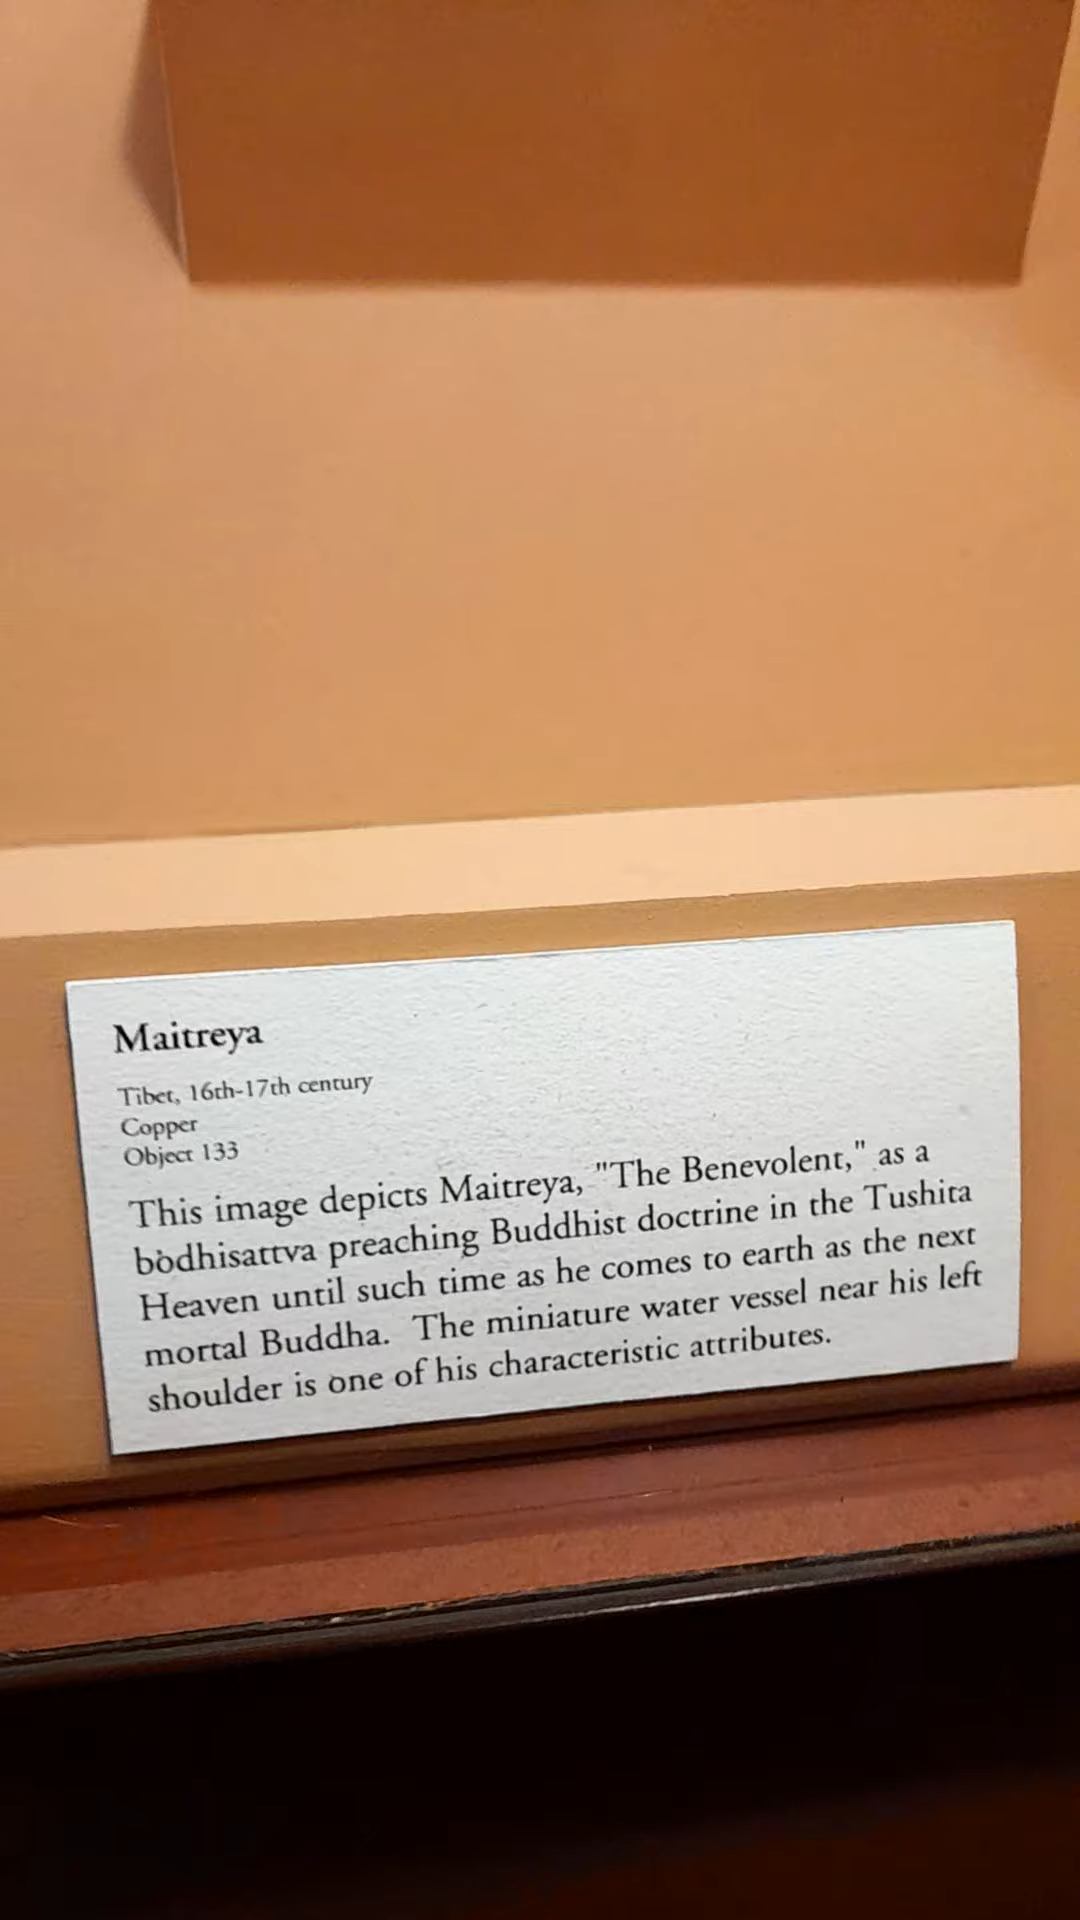 Maitreya
Tibet, 16th-17th century
Copper
Object 133
This image depicts Maitreya, "The Benevolent," as a
bodhisattva preaching Buddhist doctrine in the Tushita
Heaven until such time as he comes to earth as the next
mortal Buddha. The miniature water vessel near his left
shoulder is one of his characteristic attributes.